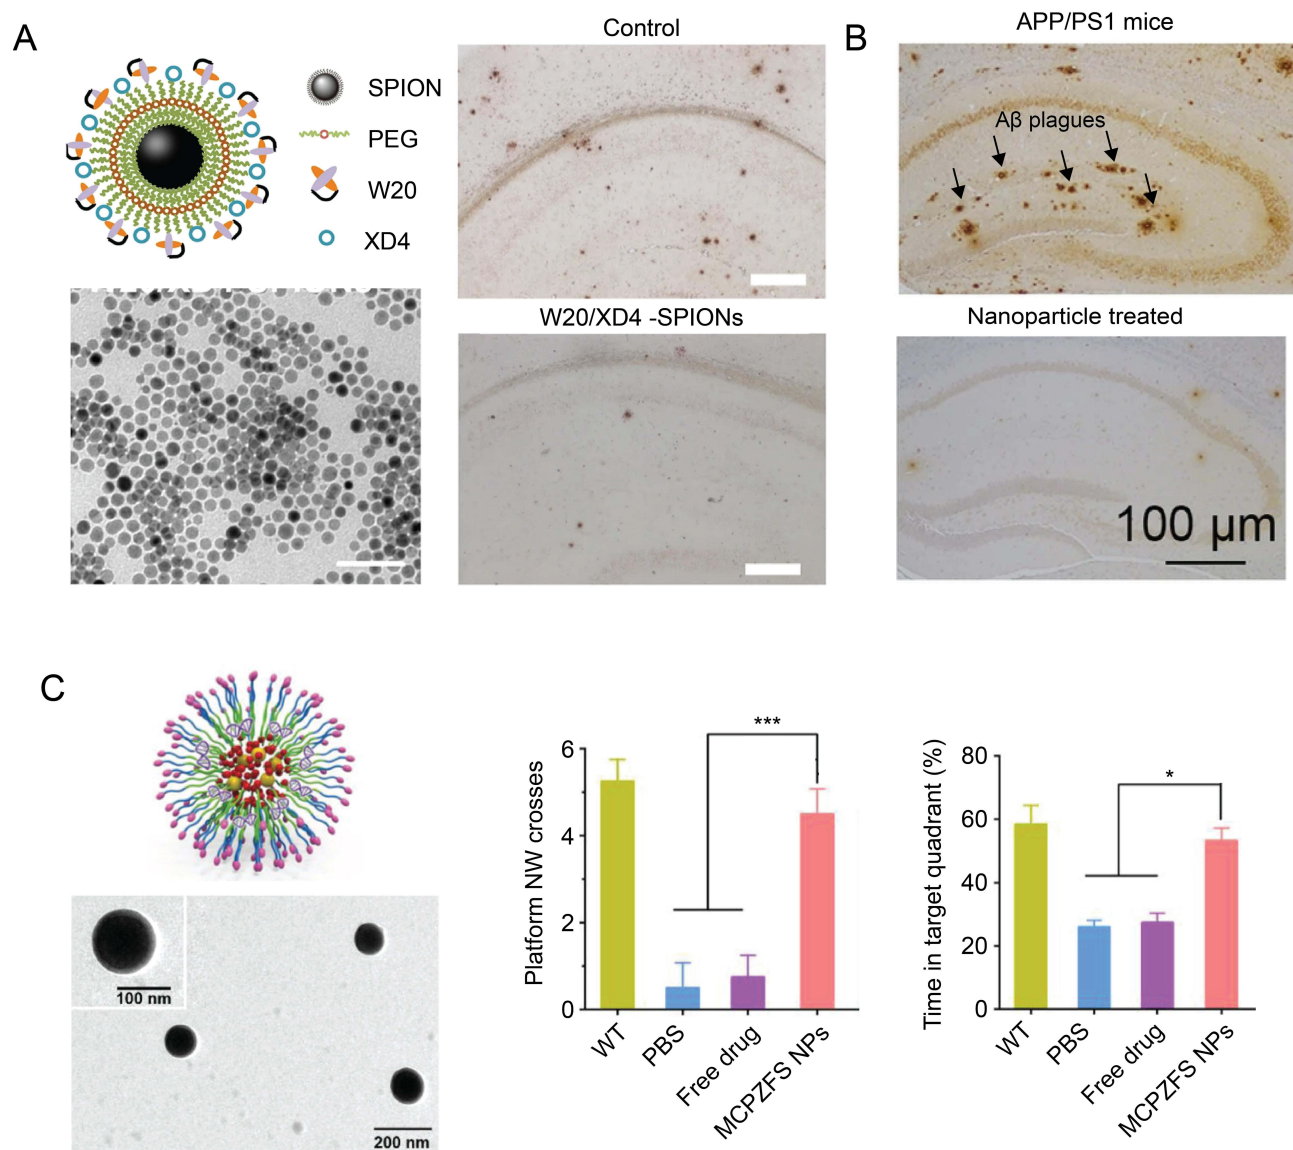 A
SPION
PEG
W20
XD4
Control
W20/XD4 -SPIONs
B
APP/PS1 mice
Aβ plagues
Nanoparticle treated
100 μm
C
100 nm
200 nm
Platform NW crosses
6
4
2
0
***
WT
PBS
Free drug
MCPZFS NPs
Time in target quadrant (%)
80
60
40
20
0
*
WT
PBS
Free drug
MCPZFS NPs